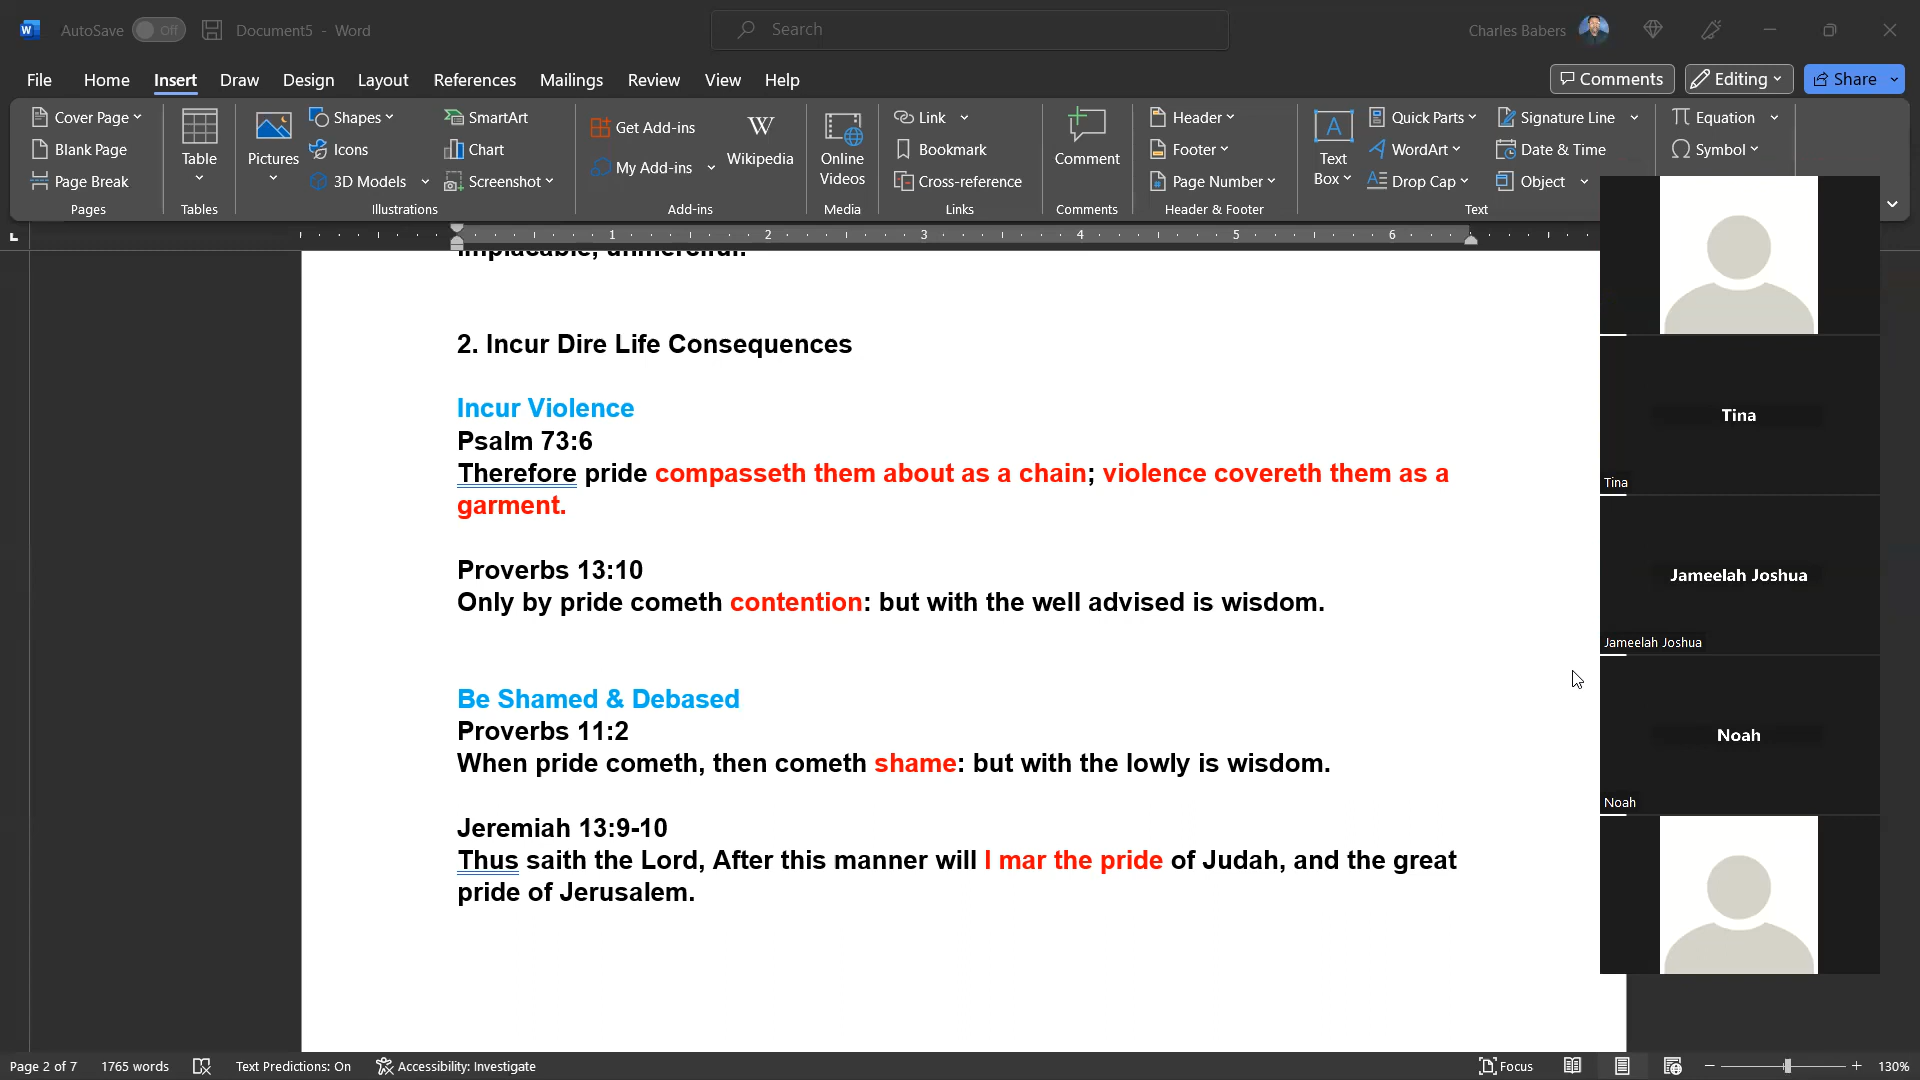 AutoSave Off Document5 - Word Search Charles Babers
File Home Insert Draw Design Layout References Mailings Review View Help Comments Editing Share
Cover Page
Blank Page
Page Break
Pages
Table
Tables
Pictures
Shapes
Icons
3D Models
SmartArt
Chart
Screenshot
Illustrations
Get Add-ins
My Add-ins
W
Wikipedia
Add-ins
Online
Videos
Media
Link
Bookmark
Cross-reference
Links
Comment
Comments
Header
Footer
Page Number
Header & Footer
Text
Box
Quick Parts
WordArt
Drop Cap
Signature Line
Date & Time
Object
Text
Equation
Symbol
1 2 3 4 5 6
implacable, unmerciful.
2. Incur Dire Life Consequences
Incur Violence
Psalm 73:6
Therefore pride compasseth them about as a chain; violence covereth them as a
garment.
Proverbs 13:10
Only by pride cometh contention: but with the well advised is wisdom.
Be Shamed & Debased
Proverbs 11:2
When pride cometh, then cometh shame: but with the lowly is wisdom.
Jeremiah 13:9-10
Thus saith the Lord, After this manner will I mar the pride of Judah, and the great
pride of Jerusalem.
Tina
Tina
Jameelah Joshua
Jameelah Joshua
Noah
Noah
Page 2 of 7 1765 words Text Predictions: On Accessibility: Investigate Focus 130%